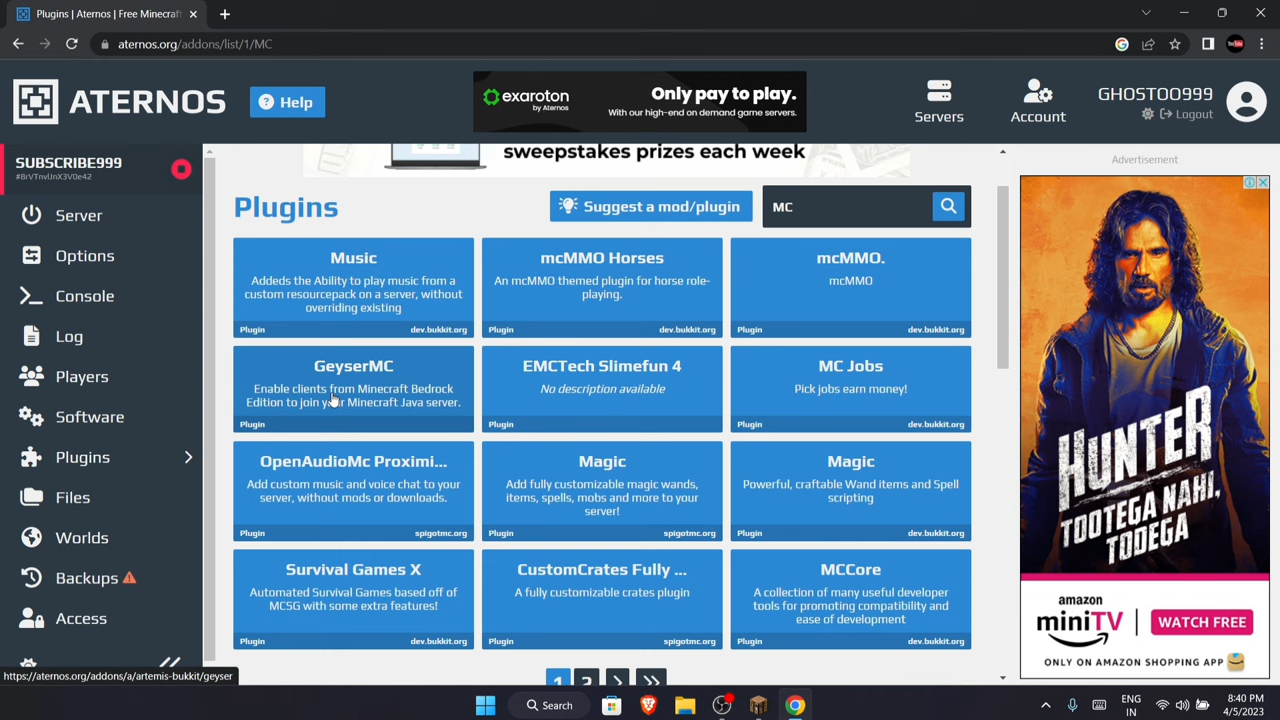 Plugins | Aternos | Free Minecraft
aternos.org/addons/list/1/MC
ATERNOS
Help
exaroton
by Aternos
Only pay to play.
With our high-end on demand game servers.
Servers
Account
GHOSTOO999
Logout
SUBSCRIBE999
Server
Options
Console
Log
Players
Software
Plugins
Files
Worlds
Backups
Access
sweepstakes prizes each week
Plugins
Suggest a mod/plugin
MC
Music
Addeds the Ability to play music from a
custom resourcepack on a server, without
overriding existing
Plugin
dev.bukkit.org
mcMMO Horses
An mcMMO themed plugin for horse role-
playing.
Plugin
dev.bukkit.org
mcMMO.
mcMMO
Plugin
dev.bukkit.org
GeyserMC
Enable clients from Minecraft Bedrock
Edition to join your Minecraft Java server.
Plugin
EMCTech Slimefun 4
No description available
Plugin
MC Jobs
Pick jobs earn money!
Plugin
dev.bukkit.org
OpenAudioMc Proximi...
Add custom music and voice chat to your
server, without mods or downloads.
Plugin
spigotmc.org
Magic
Add fully customizable magic wands,
items, spells, mobs and more to your
server!
Plugin
spigotmc.org
Magic
Powerful, craftable Wand items and Spell
scripting
Plugin
dev.bukkit.org
Survival Games X
Automated Survival Games based off of
MCSG with some extra features!
Plugin
dev.bukkit.org
CustomCrates Fully ...
A fully customizable crates plugin
Plugin
spigotmc.org
MCCore
A collection of many useful developer
tools for promoting compatibility and
ease of development
Plugin
dev.bukkit.org
1
2
Advertisement
HUNTER
TOOTEGA NAHI,
TODEGA
amazon
miniTV
WATCH FREE
ONLY ON AMAZON SHOPPING APP
https://aternos.org/addons/a/artemis-bukkit/geyser
Search
ENG
IN
8:40 PM
4/5/2023